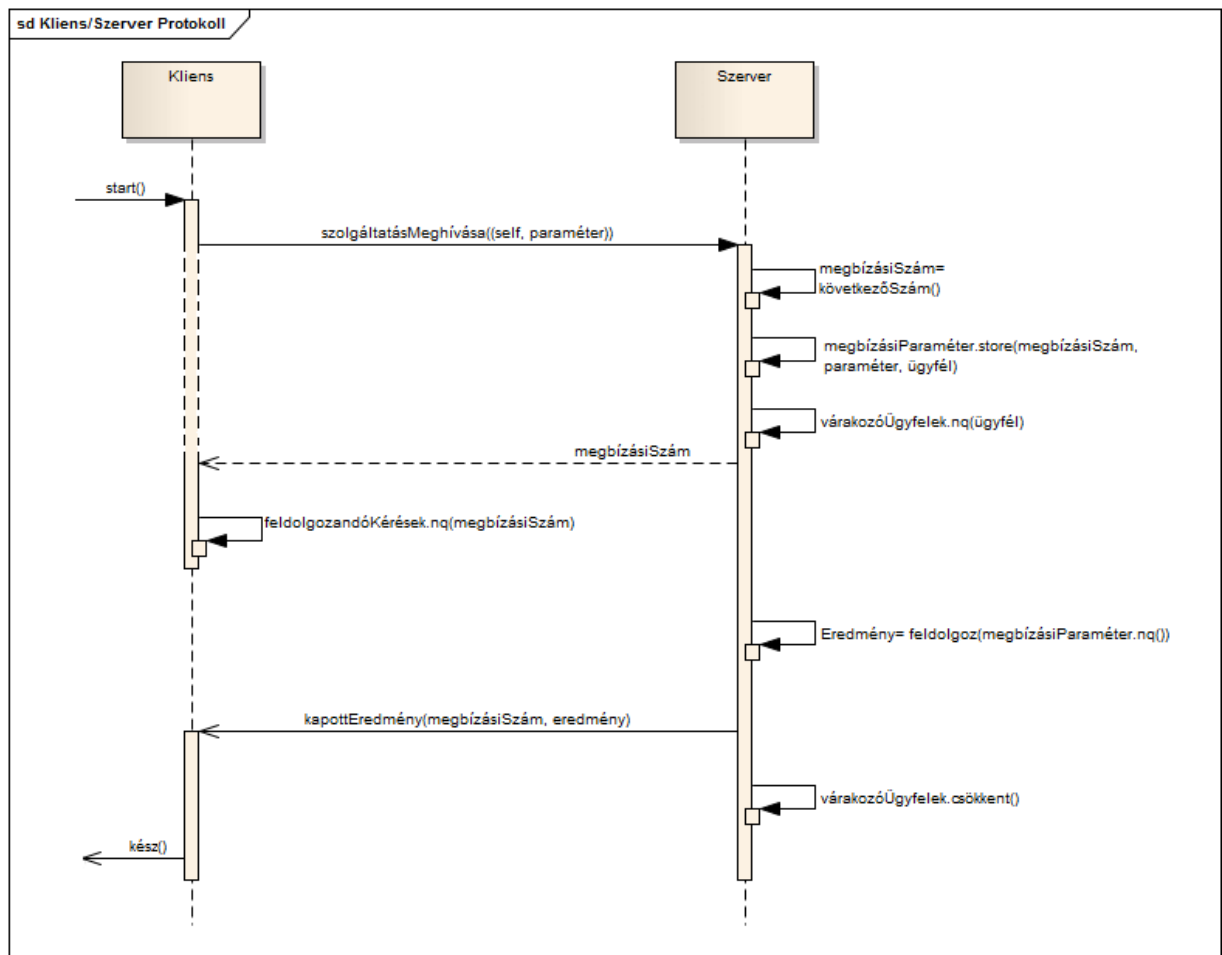 sd Kliens/Szerver Protokoll
Kliens
Szerver
start()
szolgáltatásMeghívása((self, paraméter))
megbízásiSzám=
következőSzám()
megbízásiParaméter.store(megbízásiSzám,
paraméter, ügyfél)
várakozóÜgyfelek.nq(ügyfél)
megbízásiSzám
feldolgozandóKérések.nq(megbízásiSzám)
Eredmény= feldolgoz(megbízásiParaméter.nq())
kapottEredmény(megbízásiSzám, eredmény)
várakozóÜgyfelek.csökkent()
kész()